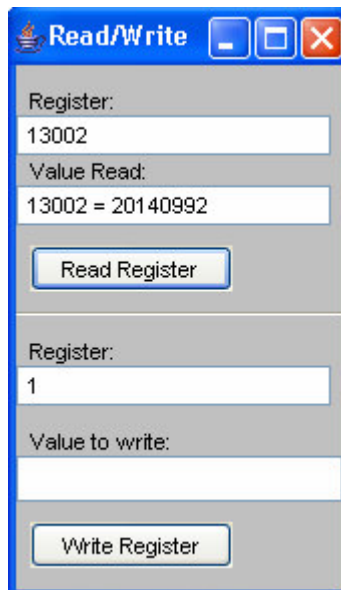 Read/Write
Register:
13002
Value Read:
13002 = 20140992
Read Register
Register:
1
Value to write:
Write Register